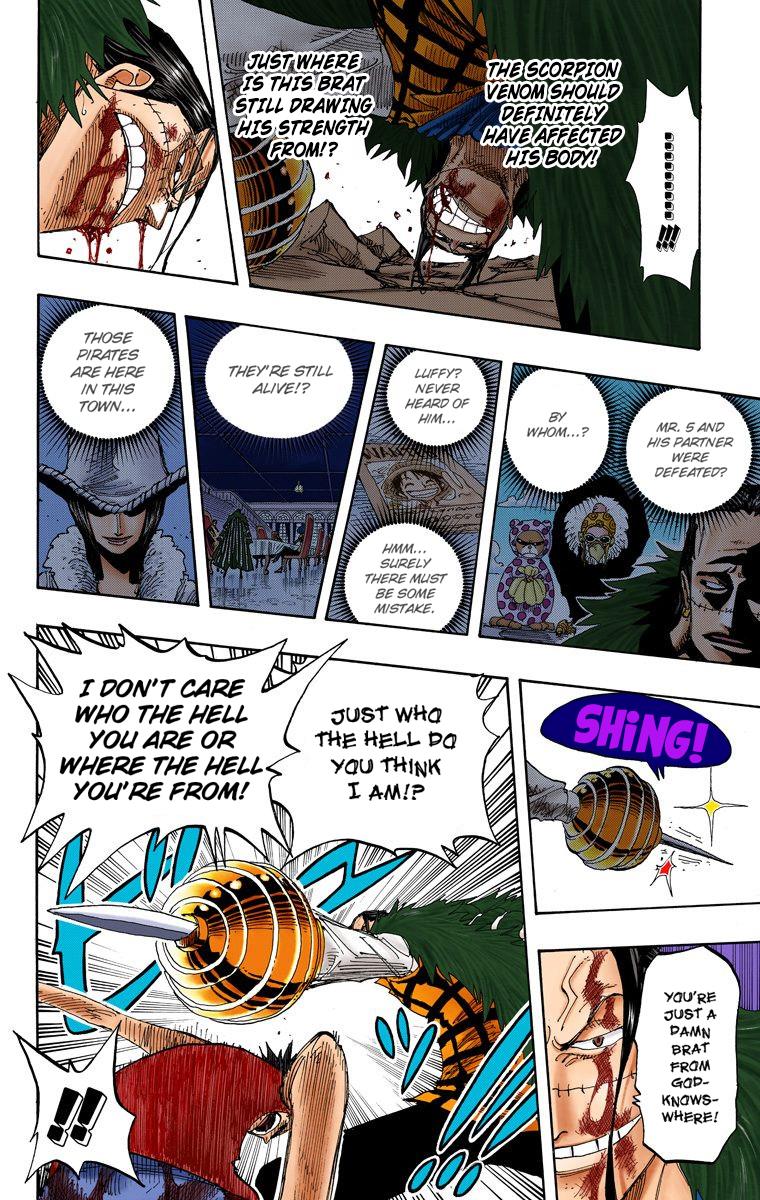 !!!
THE SCORPION
VENOM SHOULD
DEFINITELY
HAVE AFFECTED
HIS BODY!
JUST WHERE
IS THIS BRAT
STILL DRAWING
HIS STRENGTH
FROM!?
MR. 5 AND
HIS PARTNER
WERE
DEFEATED?
BY
WHOM...?
LUFFY?
NEVER
HEARD OF
HIM...
HMM...
SURELY
THERE MUST
BE SOME
MISTAKE.
THEY'RE STILL
ALIVE!?
THOSE
PIRATES
ARE HERE
IN THIS
TOWN...
SHING!
YOU'RE
JUST A
DAMN
BRAT
FROM
GOD-
KNOWS-
WHERE!
JUST WHO
THE HELL DO
YOU THINK
I AM!?
I DON'T CARE
WHO THE HELL
YOU ARE OR
WHERE THE HELL
YOU'RE FROM!
!!